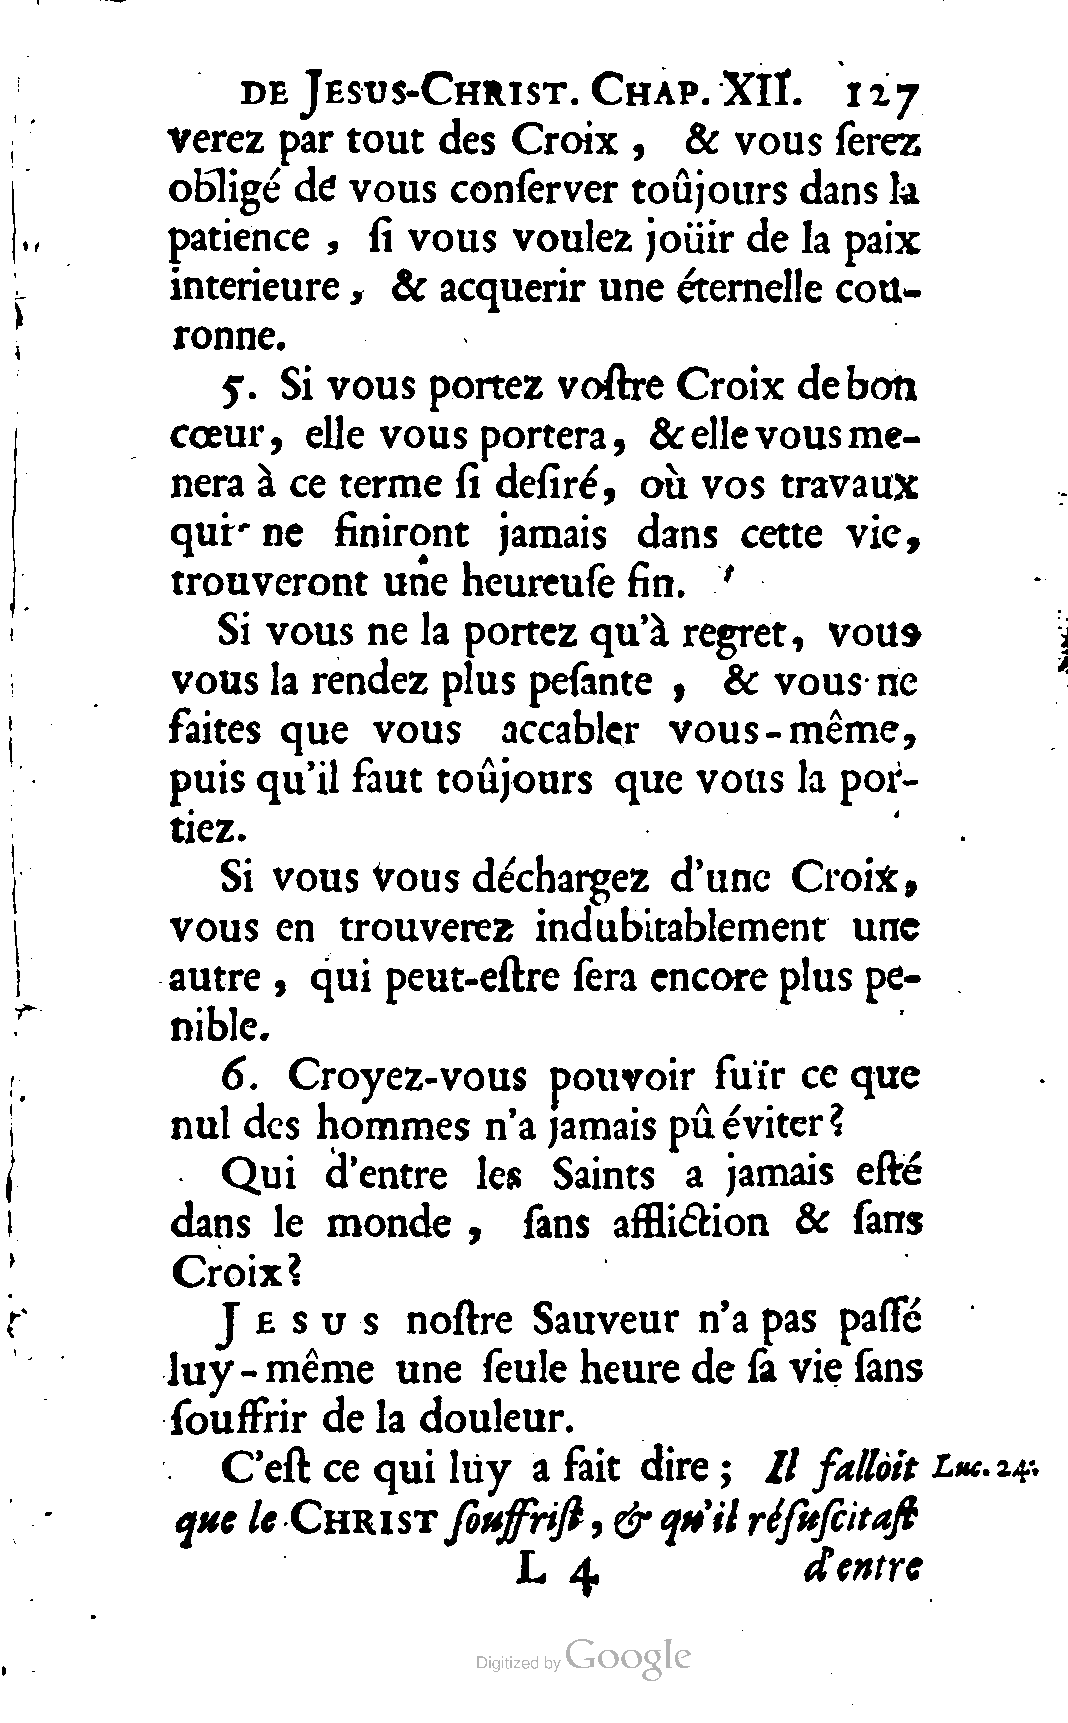 DE JESUS-CHRIST. CHAP. XII. 127
verez par tout des Croix , & vous ſerez
obligé de vous conſerver toûjours dans la
patience , ſi vous voulez joüir de la paix
interieure , & acquerir une éternelle cou-
ronne.
5. Si vous portez voſtre Croix de bon
cœur, elle vous portera, & elle vous me-
nera à ce terme ſi deſiré, où vos travaux
qui ne finiront jamais dans cette vie,
trouveront une heureuſe fin.
Si vous ne la portez qu'à regret, vous
vous la rendez plus peſante , & vous ne
faites que vous accabler vous-même,
puis qu'il faut toûjours que vous la por-
tiez.
Si vous vous déchargez d'une Croix,
vous en trouverez indubitablement une
autre , qui peut-eſtre ſera encore plus pe-
nible.
6. Croyez-vous pouvoir fuïr ce que
nul des hommes n'a jamais pû éviter?
Qui d'entre les Saints a jamais eſté
dans le monde , ſans affliction & ſans
Croix?
JESUS noſtre Sauveur n'a pas paſſé
luy-même une ſeule heure de ſa vie ſans
ſouffrir de la douleur.
C'eſt ce qui luy a fait dire ; Il falloit Luc. 24.
que le CHRIST ſouffriſt, & qu'il réſuſcitaſt
L 4 d'entre
Digitized by Google